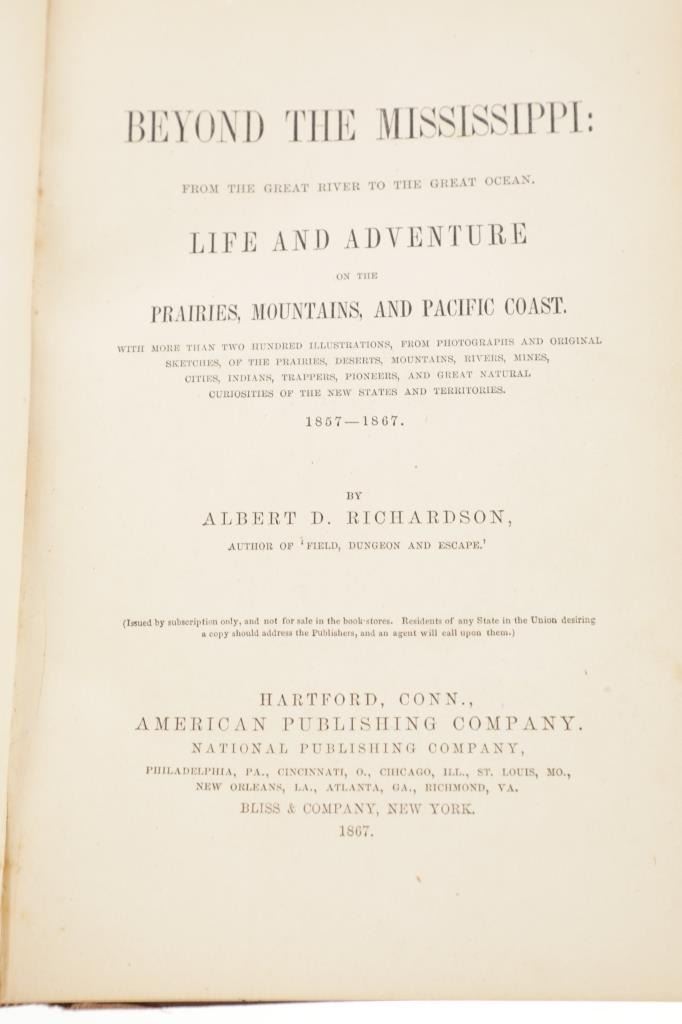 BEYOND THE MISSISSIPPI:
FROM THE GREAT RIVER TO THE GREAT OCEAN.
LIFE AND ADVENTURE
ON THE
PRAIRIES, MOUNTAINS, AND PACIFIC COAST.
WITH MORE THAN TWO HUNDRED ILLUSTRATIONS, FROM PHOTOGRAPHS AND ORIGINAL
SKETCHES, OF THE PRAIRIES, DESERTS, MOUNTAINS, RIVERS, MINES,
CITIES, INDIANS, TRAPPERS, PIONEERS, AND GREAT NATURAL
CURIOSITIES OF THE NEW STATES AND TERRITORIES.
1857—1867.
BY
ALBERT D. RICHARDSON,
AUTHOR OF 'FIELD, DUNGEON AND ESCAPE.'
(Issued by subscription only, and not for sale in the book-stores. Residents of any State in the Union desiring
a copy should address the Publishers, and an agent will call upon them.)
HARTFORD, CONN.,
AMERICAN PUBLISHING COMPANY.
NATIONAL PUBLISHING COMPANY,
PHILADELPHIA, PA., CINCINNATI, O., CHICAGO, ILL., ST. LOUIS, MO.,
NEW ORLEANS, LA., ATLANTA, GA., RICHMOND, VA.
BLISS & COMPANY, NEW YORK.
1867.